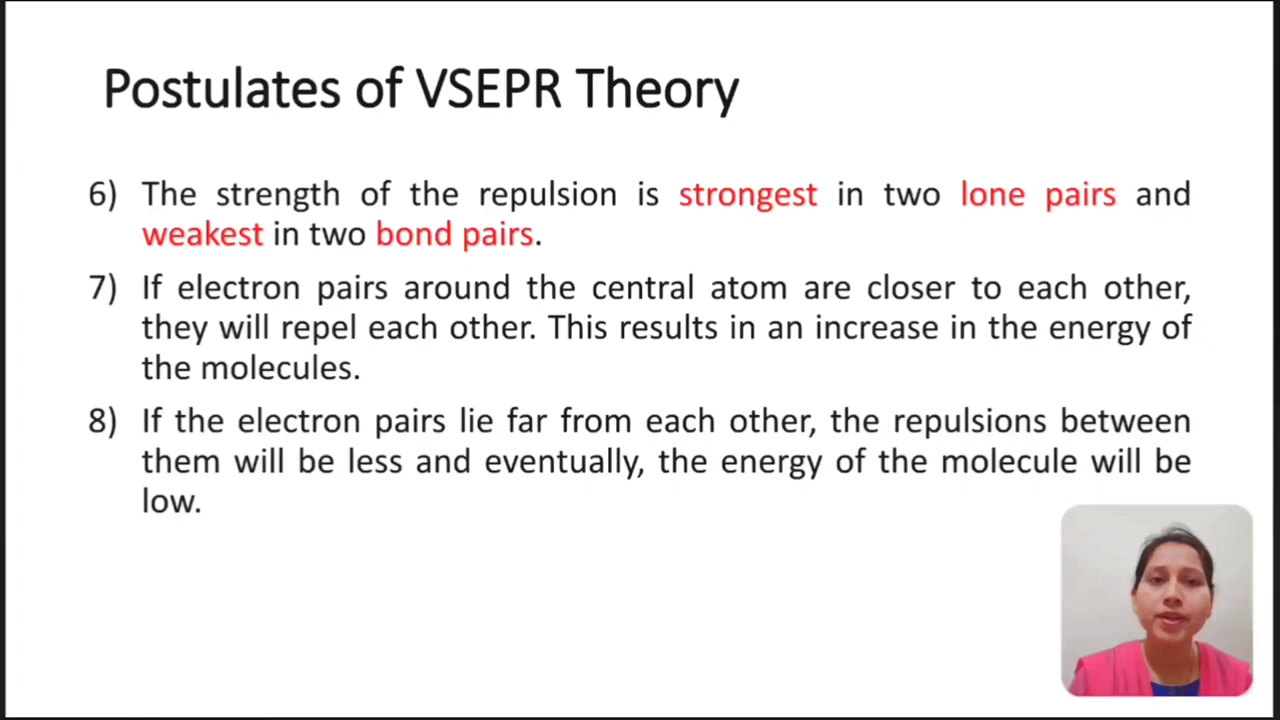 Postulates of VSEPR Theory
6) The strength of the repulsion is strongest in two lone pairs and
weakest in two bond pairs.
7) If electron pairs around the central atom are closer to each other,
they will repel each other. This results in an increase in the energy of
the molecules.
8) If the electron pairs lie far from each other, the repulsions between
them will be less and eventually, the energy of the molecule will be
low.